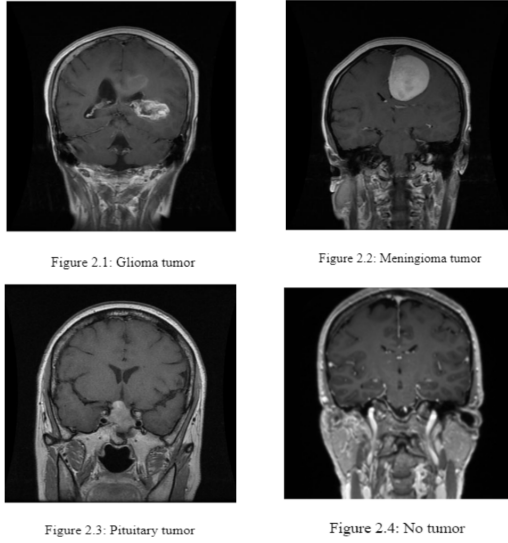 Figure 2.1: Glioma tumor
Figure 2.2: Meningioma tumor
Figure 2.3: Pituitary tumor
Figure 2.4: No tumor